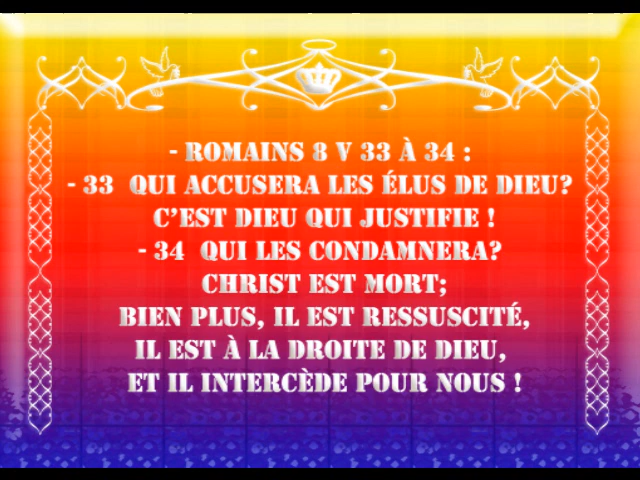 - ROMAINS 8 V 33 À 34 :
- 33 QUI ACCUSERA LES ÉLUS DE DIEU?
C'EST DIEU QUI JUSTIFIE !
- 34 QUI LES CONDAMNERA?
CHRIST EST MORT;
BIEN PLUS, IL EST RESSUSCITÉ,
IL EST À LA DROITE DE DIEU,
ET IL INTERCÈDE POUR NOUS !